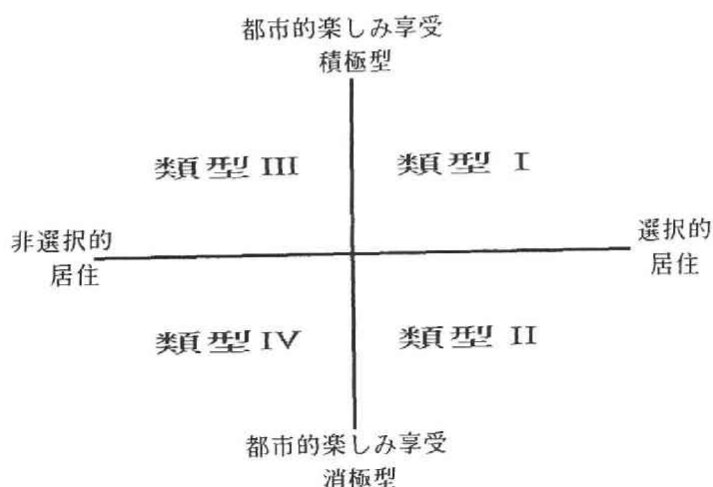 都市的楽しみ享受
積極型
類型 III
類型 I
非選択的
居住
選択的
居住
類型 IV
類型 II
都市的楽しみ享受
消極型